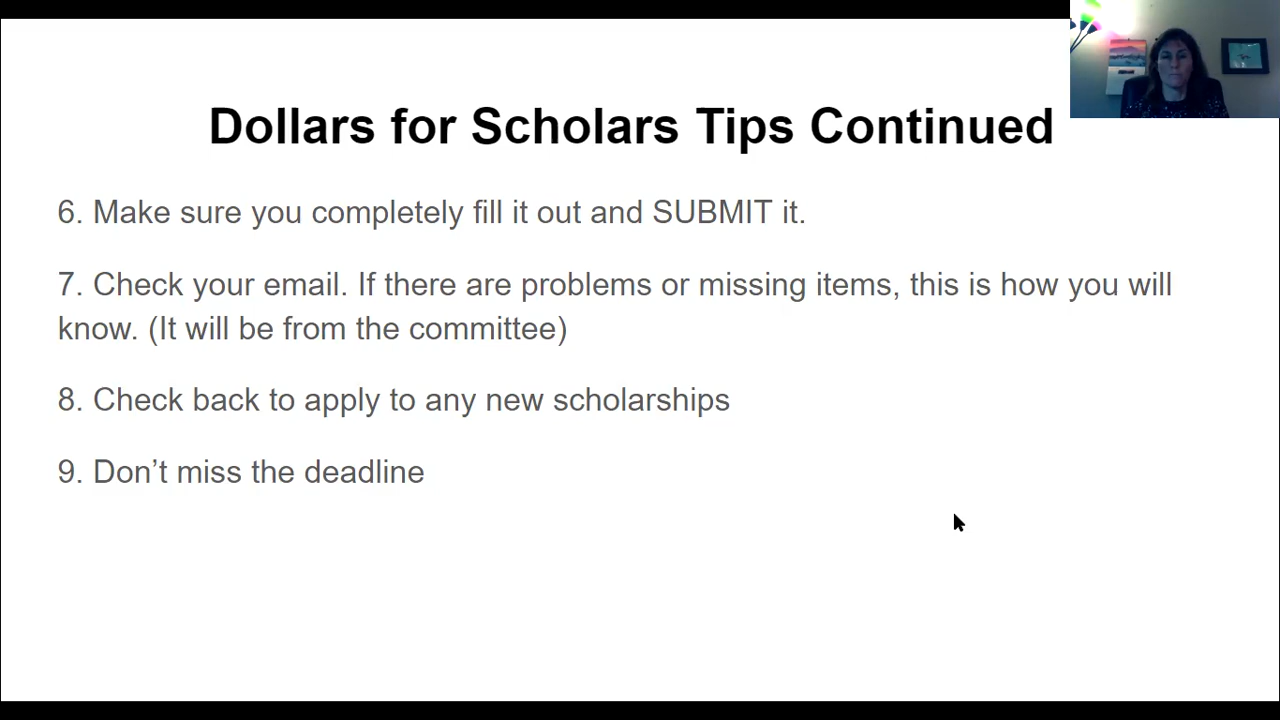 Dollars for Scholars Tips Continued
6. Make sure you completely fill it out and SUBMIT it.
7. Check your email. If there are problems or missing items, this is how you will
know. (It will be from the committee)
8. Check back to apply to any new scholarships
9. Don’t miss the deadline